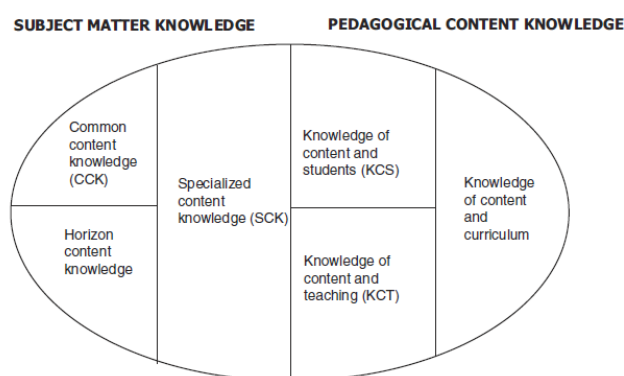 SUBJECT MATTER KNOWLEDGE
PEDAGOGICAL CONTENT KNOWLEDGE
Common
content
knowledge
(CCK)
Horizon
content
knowledge
Specialized
content
knowledge (SCK)
Knowledge of
content and
students (KCS)
Knowledge of
content and
teaching (KCT)
Knowledge
of content
and
curriculum